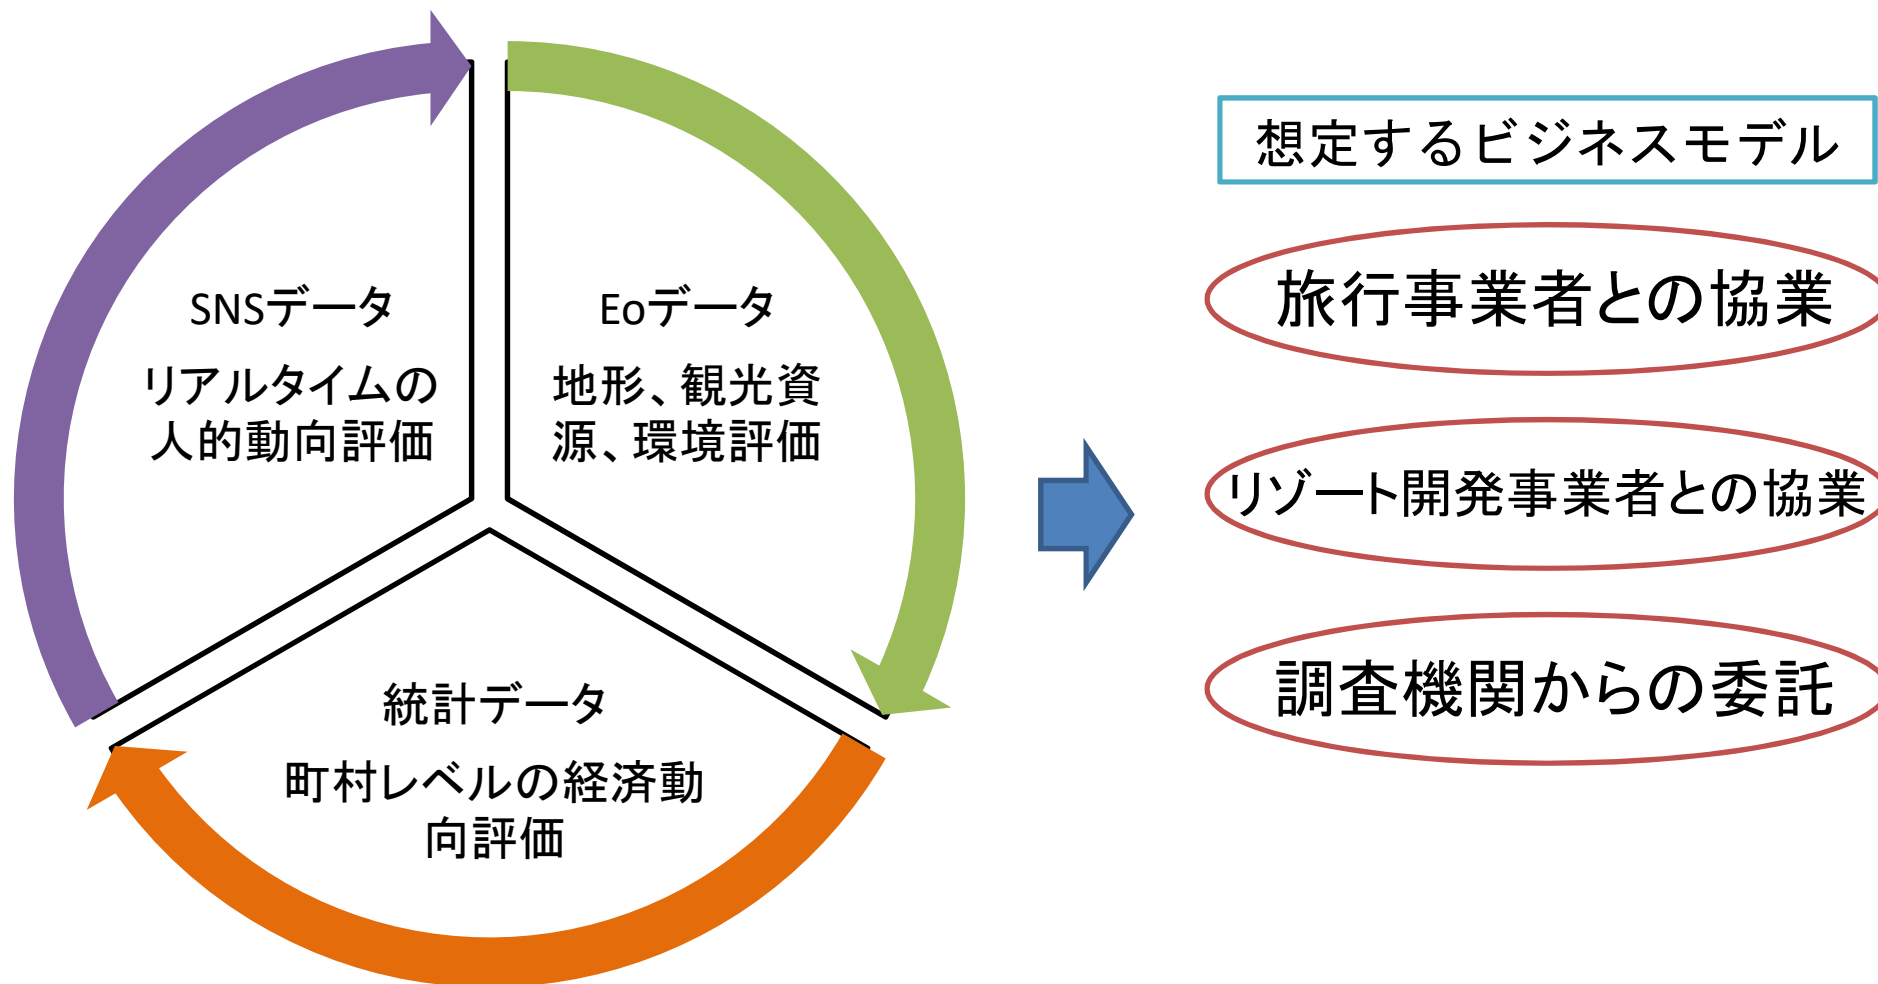 SNSデータ
リアルタイムの
人的動向評価
Eoデータ
地形、観光資
源、環境評価
統計データ
町村レベルの経済動
向評価
想定するビジネスモデル
旅行事業者との協業
リゾート開発事業者との協業
調査機関からの委託